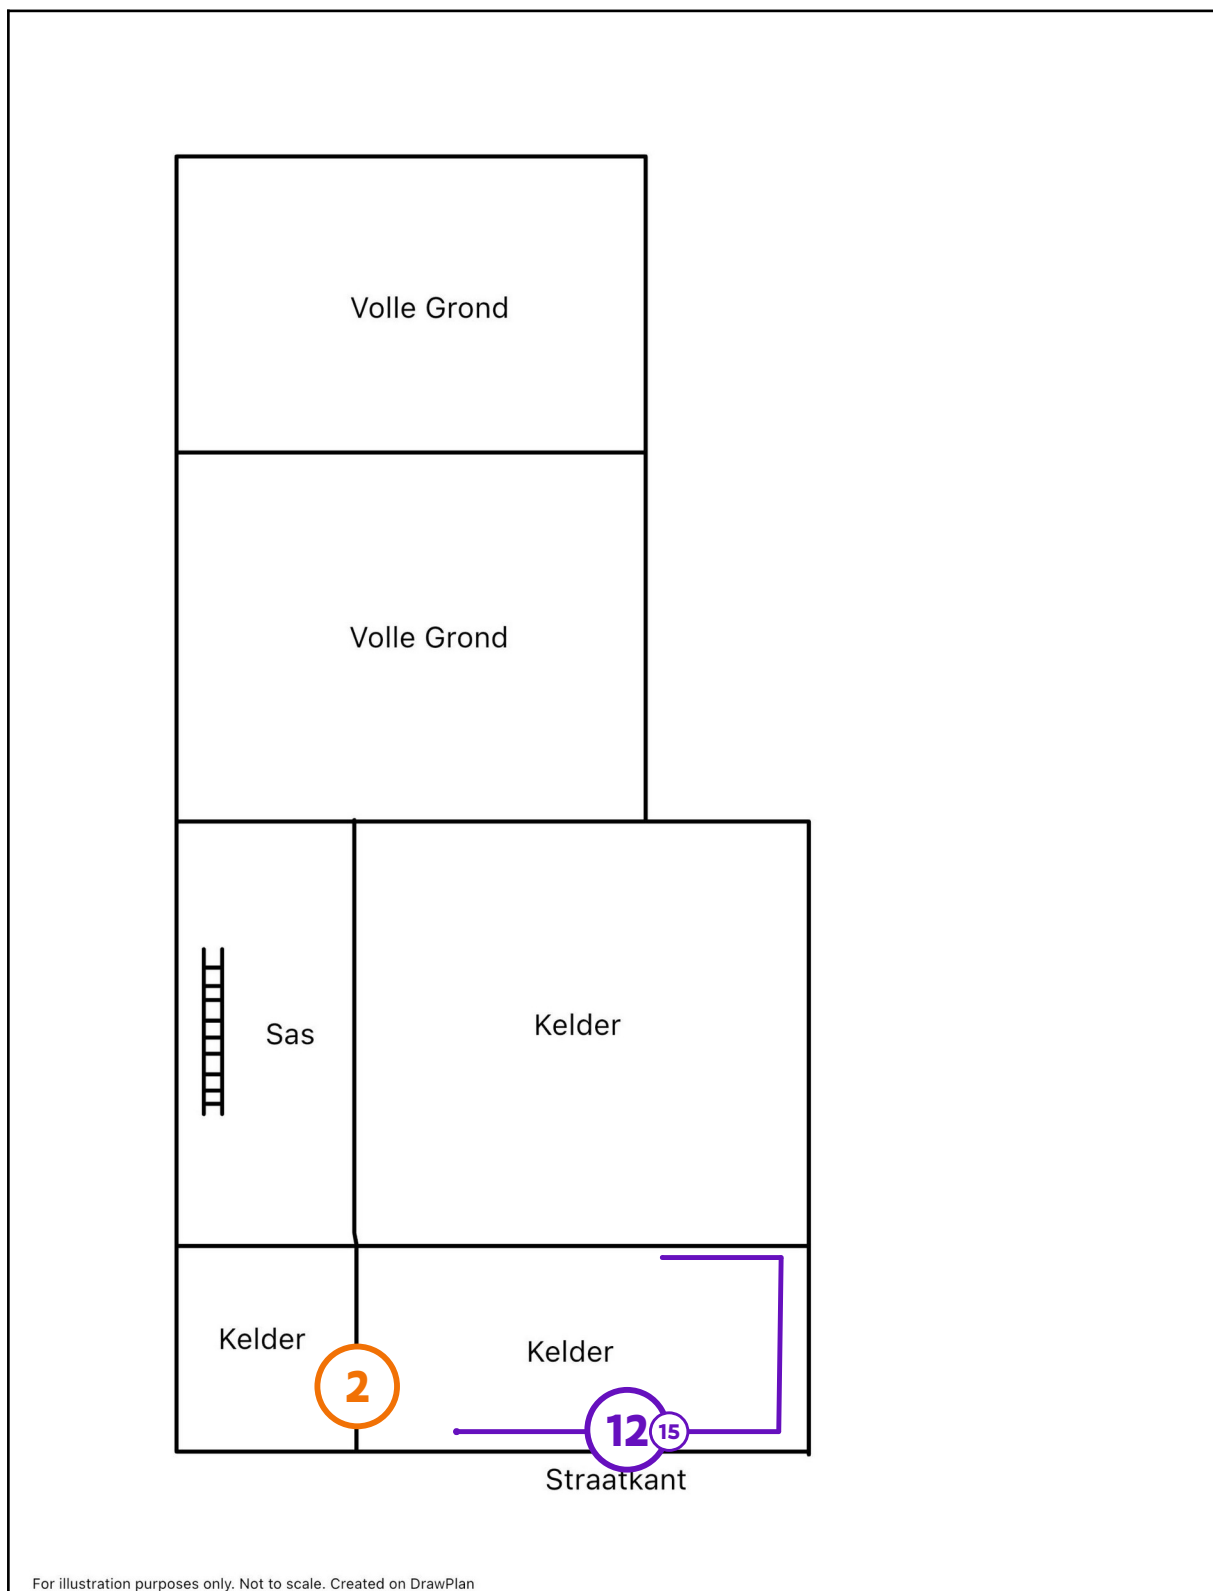 Volle Grond
Volle Grond
Sas
Kelder
Kelder
Kelder
2
12
15
Straatkant
For illustration purposes only. Not to scale. Created on DrawPlan